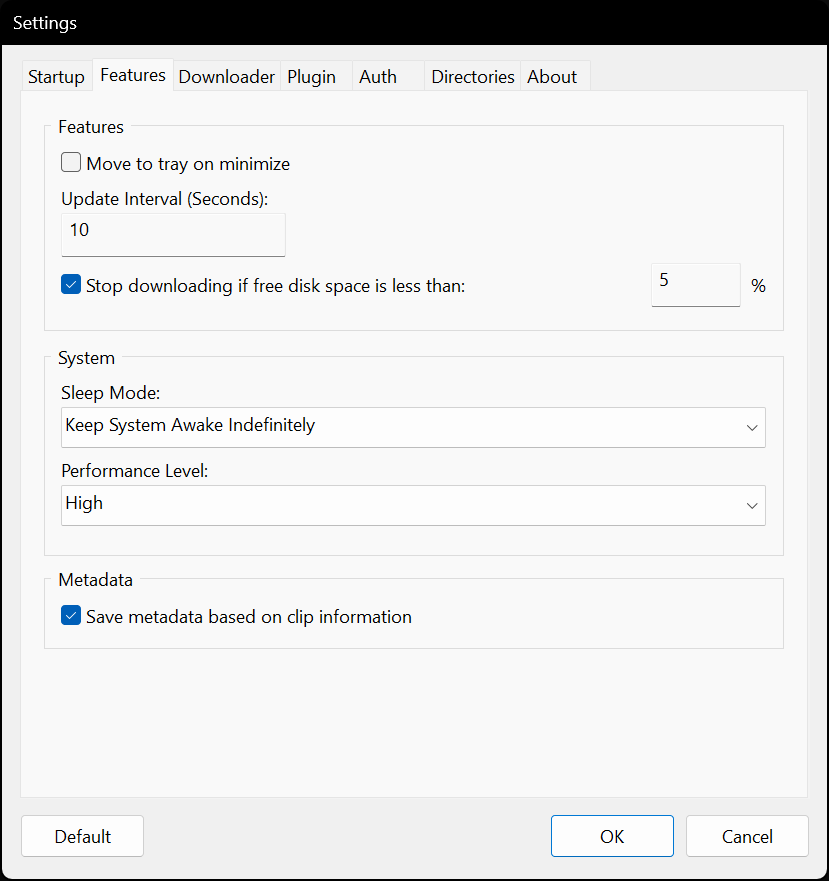 Settings
Startup Features Downloader Plugin Auth Directories About
Features
Move to tray on minimize
Update Interval (Seconds):
10
Stop downloading if free disk space is less than: 5 %
System
Sleep Mode:
Keep System Awake Indefinitely
Performance Level:
High
Metadata
Save metadata based on clip information
Default OK Cancel